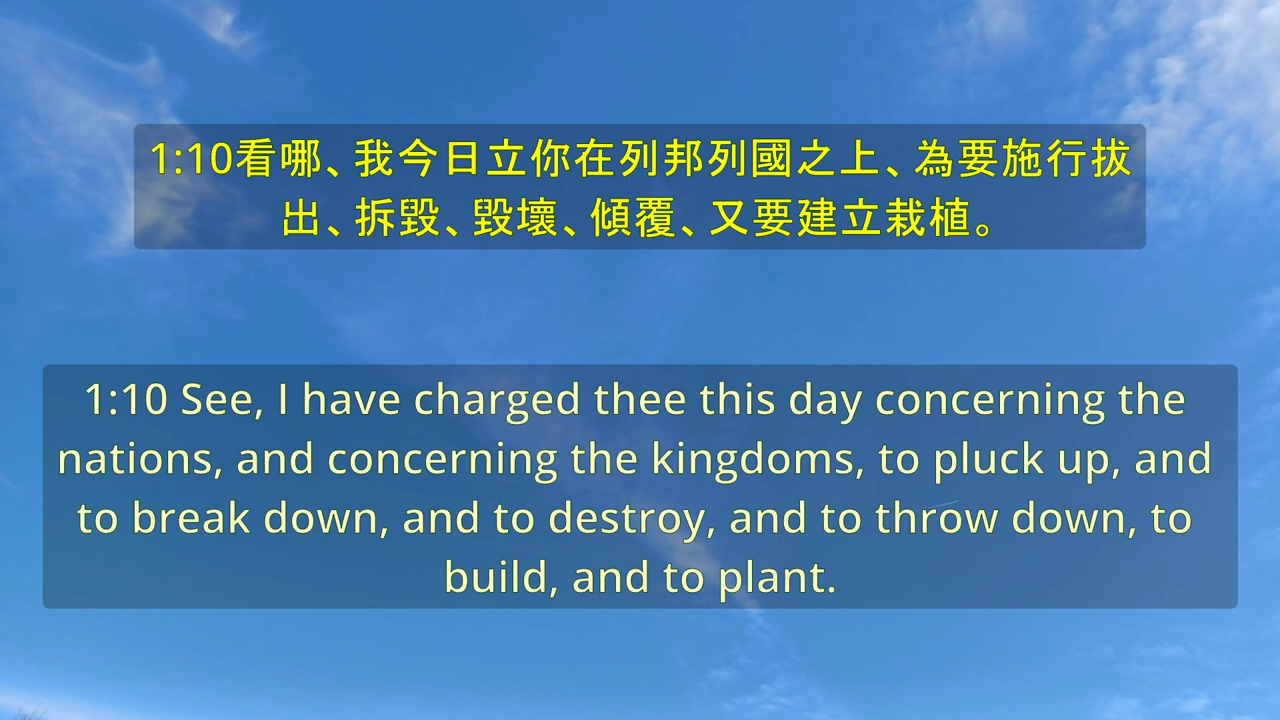 1:10看哪、我今日立你在列邦列國之上、為要施行拔
出、拆毀、毀壞、傾覆、又要建立栽植。
1:10 See, I have charged thee this day concerning the
nations, and concerning the kingdoms, to pluck up, and
to break down, and to destroy, and to throw down, to
build, and to plant.